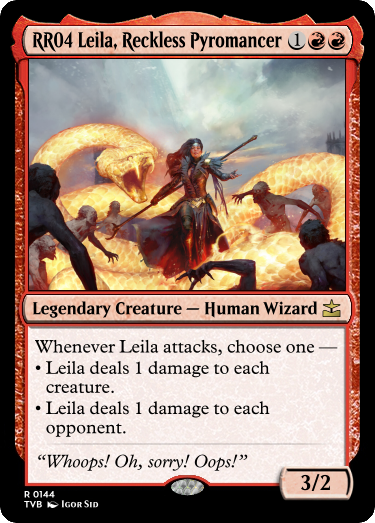 RR04 Leila, Reckless Pyromancer 1
Legendary Creature — Human Wizard
Whenever Leila attacks, choose one —
• Leila deals 1 damage to each
creature.
• Leila deals 1 damage to each
opponent.
“Whoops! Oh, sorry! Oops!”
3/2
R 0144
TVB Igor Sid